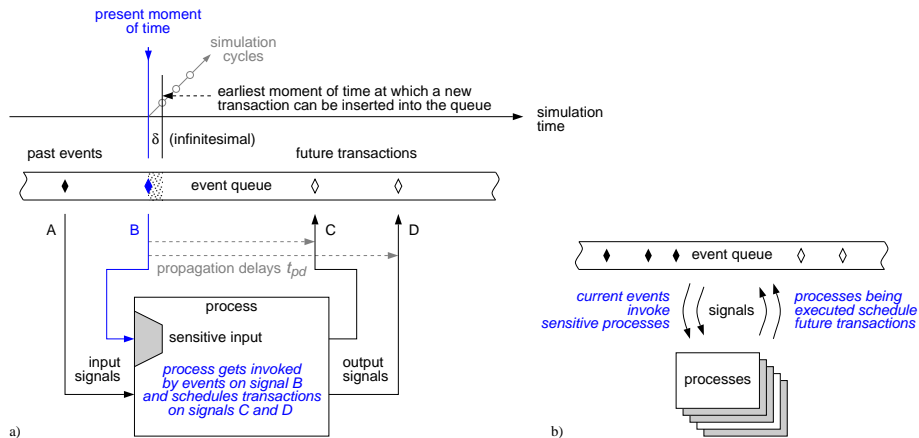 present moment
of time
simulation
cycles
earliest moment of time at which a new
transaction can be inserted into the queue
simulation
time
δ (infinitesimal)
past events
future transactions
event queue
A
B
C
D
propagation delays tpd
process
sensitive input
input
signals
process gets invoked
by events on signal B
and schedules transactions
on signals C and D
output
signals
a)
event queue
current events
invoke
sensitive processes
signals
processes being
executed schedule
future transactions
processes
b)